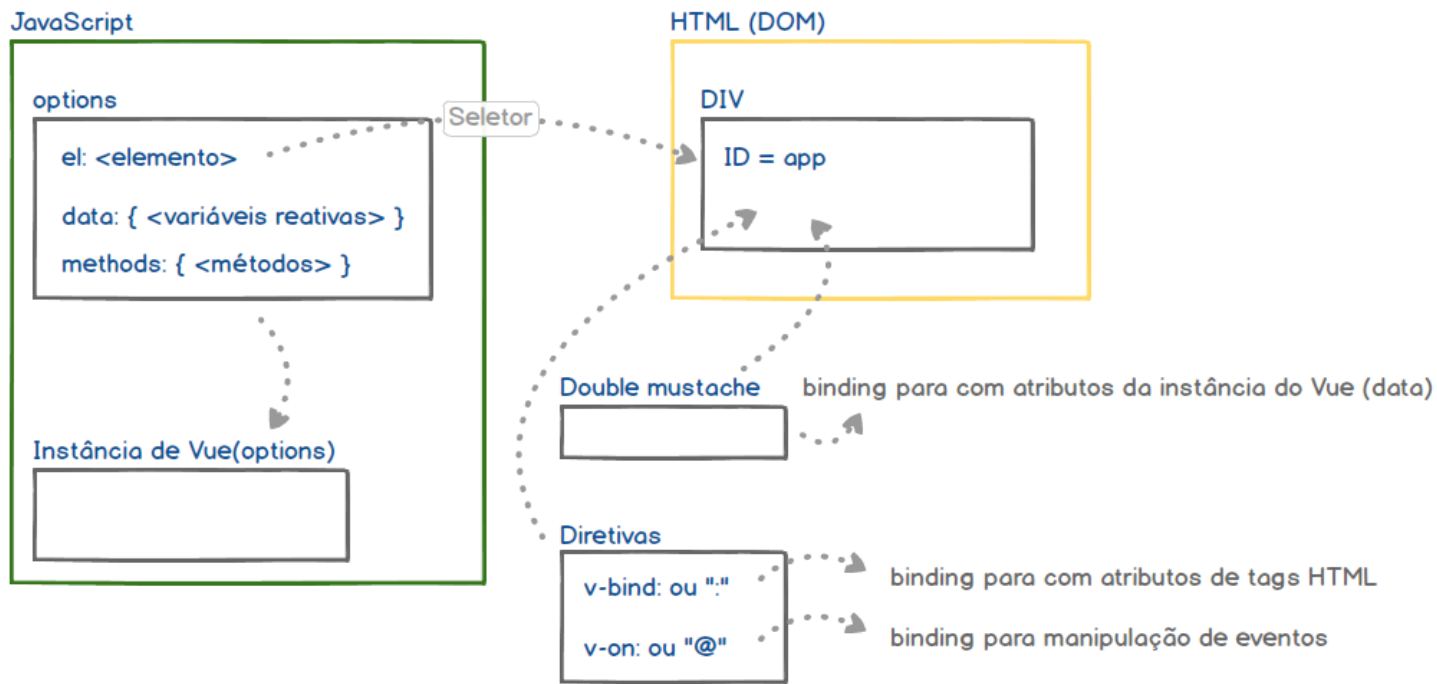 JavaScript
options
el: <elemento>
data: { <variáveis reativas> }
methods: { <métodos> }
Seletor
Instância de Vue(options)
HTML (DOM)
DIV
ID = app
Double mustache
binding para com atributos da instância do Vue (data)
Diretivas
v-bind: ou ":"
binding para com atributos de tags HTML
v-on: ou "@"
binding para manipulação de eventos